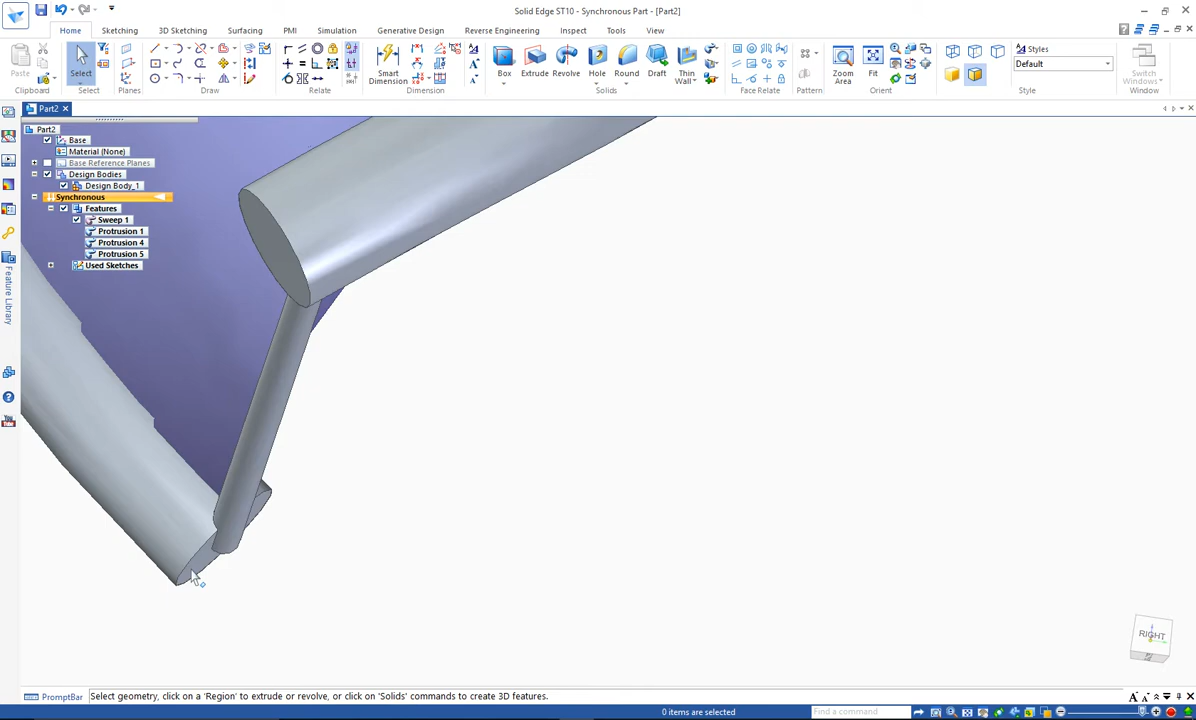 Solid Edge ST10 - Synchronous Part - [Part2]
Home Sketching 3D Sketching Surfacing PMI Simulation Generative Design Reverse Engineering Inspect Tools View
Paste
Select
Smart Dimension
Box Extrude Revolve Hole Round Draft Thin Wall
Zoom Area
Fit
Styles
Default
Switch Windows
Clipboard Select Planes Draw Relate Dimension Solids Face Relate Pattern Orient Style Window
Part2
Part2
Base
Material (None)
Base Reference Planes
Design Bodies
Design Body_1
Synchronous
Features
Sweep 1
Protrusion 1
Protrusion 4
Protrusion 5
Used Sketches
Feature Library
You Tube
RIGHT
PromptBar Select geometry, click on a 'Region' to extrude or revolve, or click on 'Solids' commands to create 3D features.
0 items are selected
Find a command